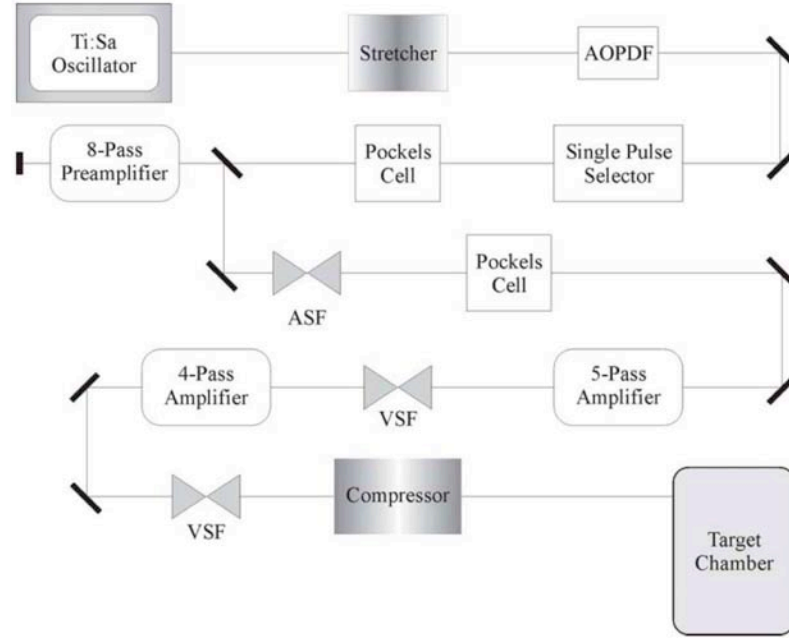 Ti:Sa
Oscillator
Stretcher
AOPDF
8-Pass
Preamplifier
Pockels
Cell
Single Pulse
Selector
ASF
Pockels
Cell
4-Pass
Amplifier
VSF
5-Pass
Amplifier
VSF
Compressor
Target
Chamber